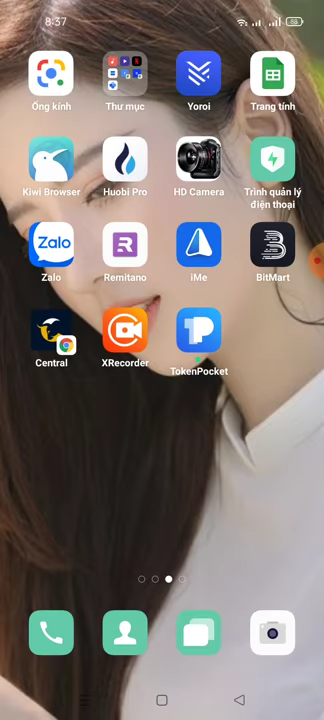 8:37
Ống kính
Thư mục
Yoroi
Trang tính
Kiwi Browser
Huobi Pro
HD Camera
Trình quản lý
điện thoại
Zalo
Zalo
Remitano
iMe
BitMart
Central
XRecorder
TokenPocket